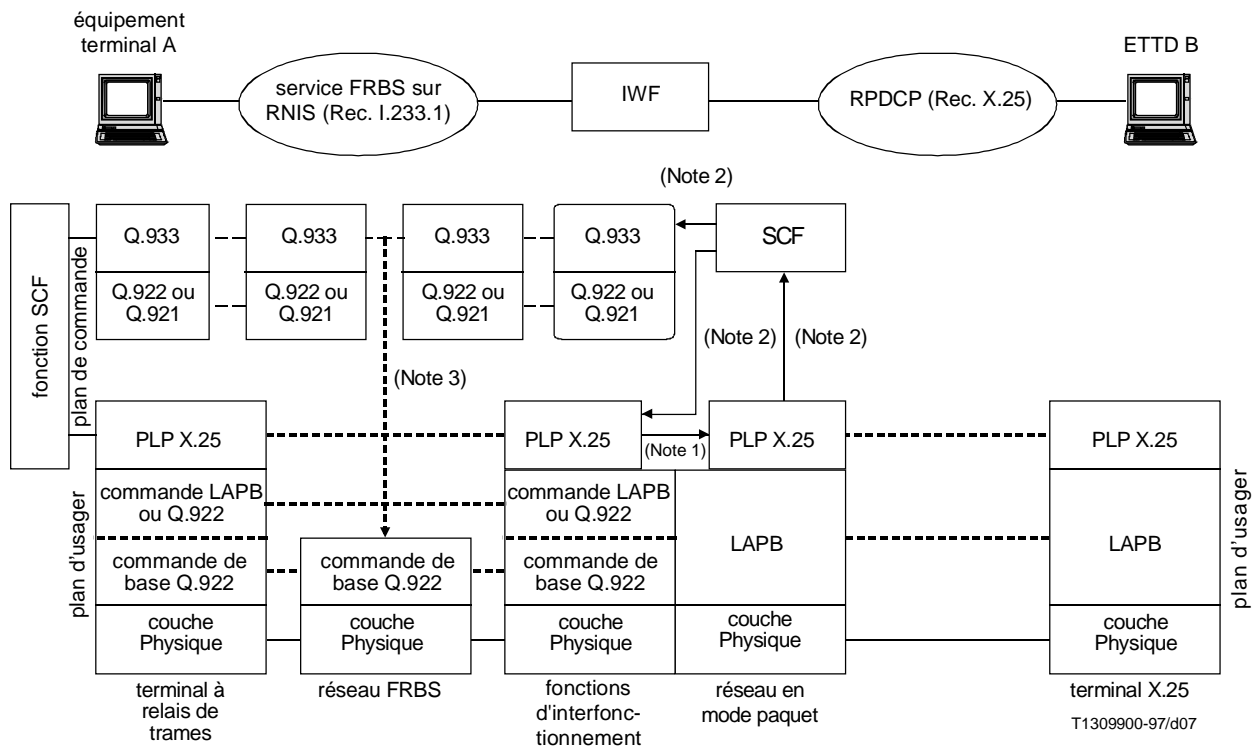 équipement
terminal A
ETTD B
service FRBS sur
RNIS (Rec. I.233.1)
IWF
RPDCP (Rec. X.25)
(Note 2)
fonction SCF
plan de commande
Q.933
Q.933
Q.933
Q.933
SCF
Q.922 ou
Q.921
Q.922 ou
Q.921
Q.922 ou
Q.921
Q.922 ou
Q.921
(Note 2)
(Note 2)
(Note 3)
PLP X.25
PLP X.25
(Note 1)
PLP X.25
PLP X.25
plan d'usager
commande LAPB
ou Q.922
commande LAPB
ou Q.922
LAPB
LAPB
plan d'usager
commande de
base Q.922
commande de
base Q.922
commande de
base Q.922
couche
Physique
couche
Physique
couche
Physique
couche
Physique
couche
Physique
terminal à
relais de
trames
réseau FRBS
fonctions
d'interfonc-
tionnement
réseau en
mode paquet
terminal X.25
T1309900-97/d07